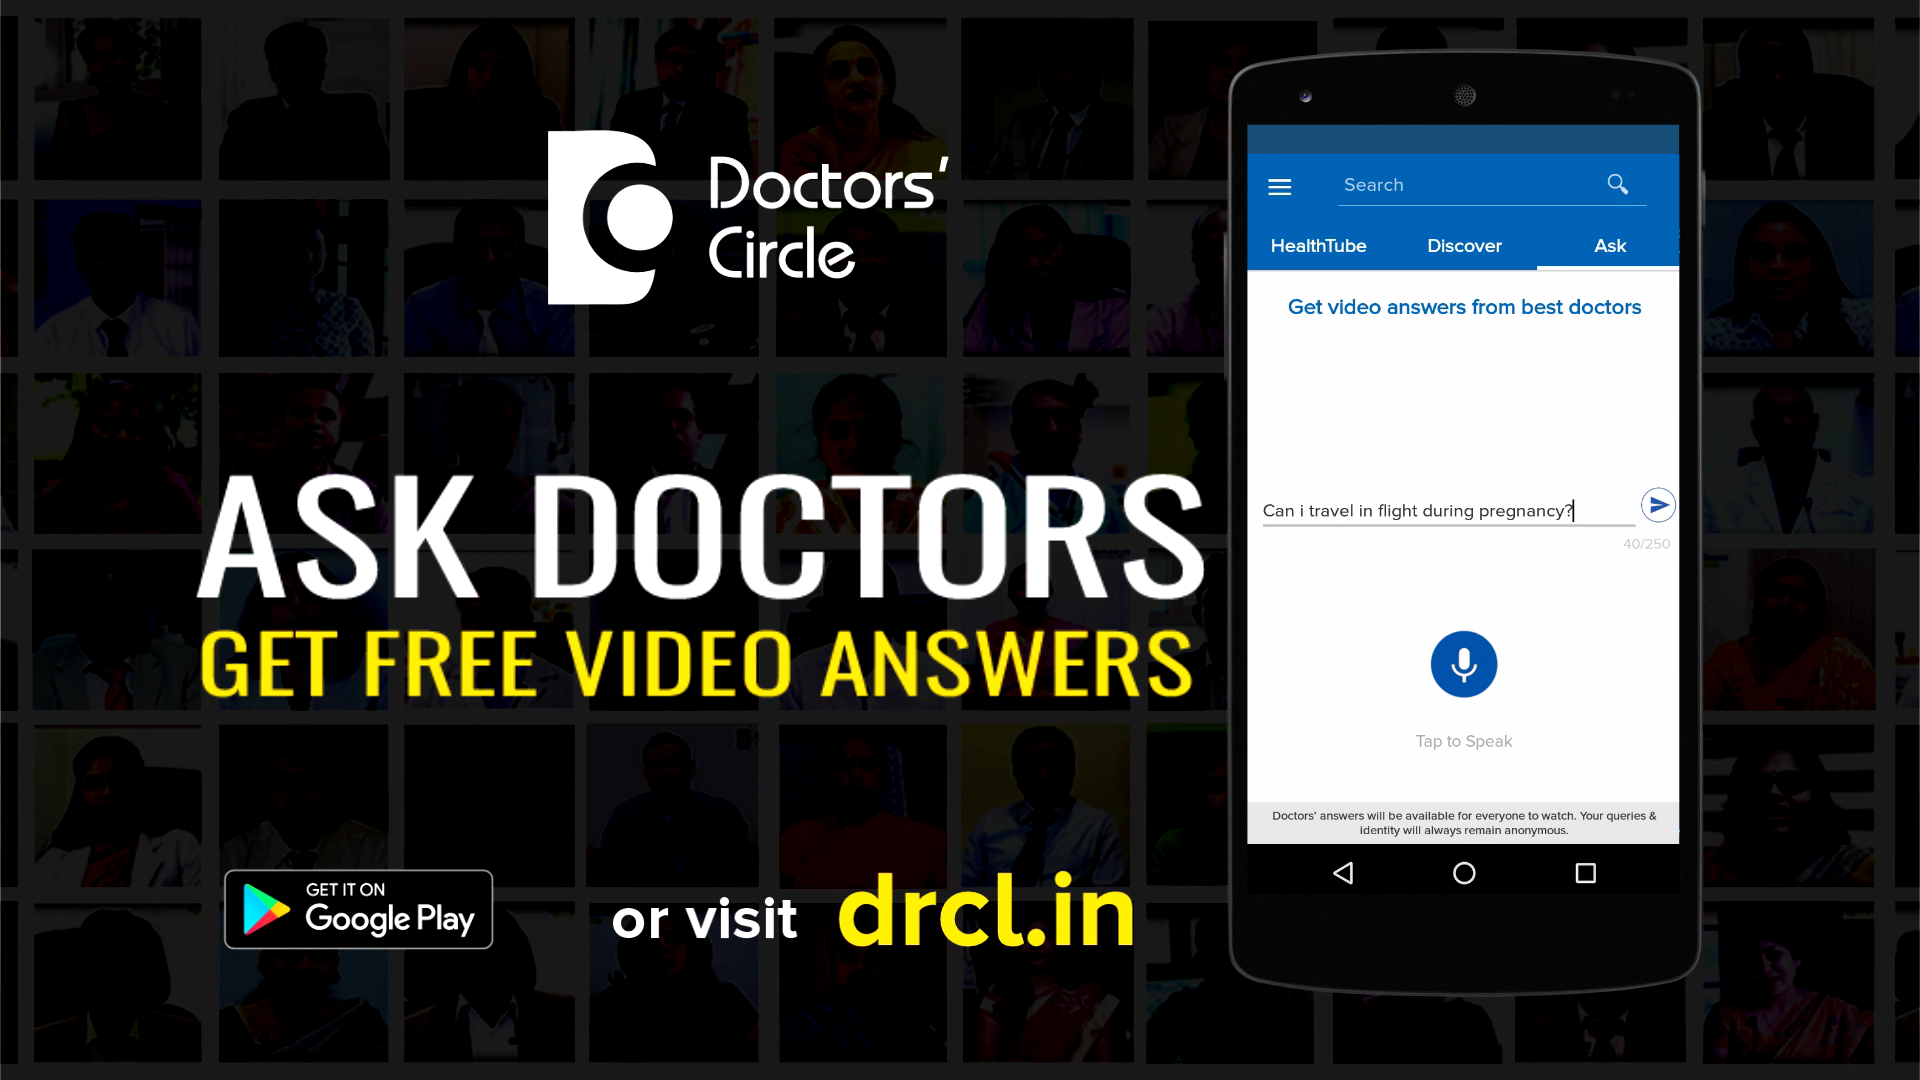 Doctors'
Circle
ASK DOCTORS
GET FREE VIDEO ANSWERS
GET IT ON
Google Play
or visit drcl.in
Search
HealthTube Discover Ask
Get video answers from best doctors
Can i travel in flight during pregnancy?
40/250
Tap to Speak
Doctors' answers will be available for everyone to watch. Your queries &
identity will always remain anonymous.